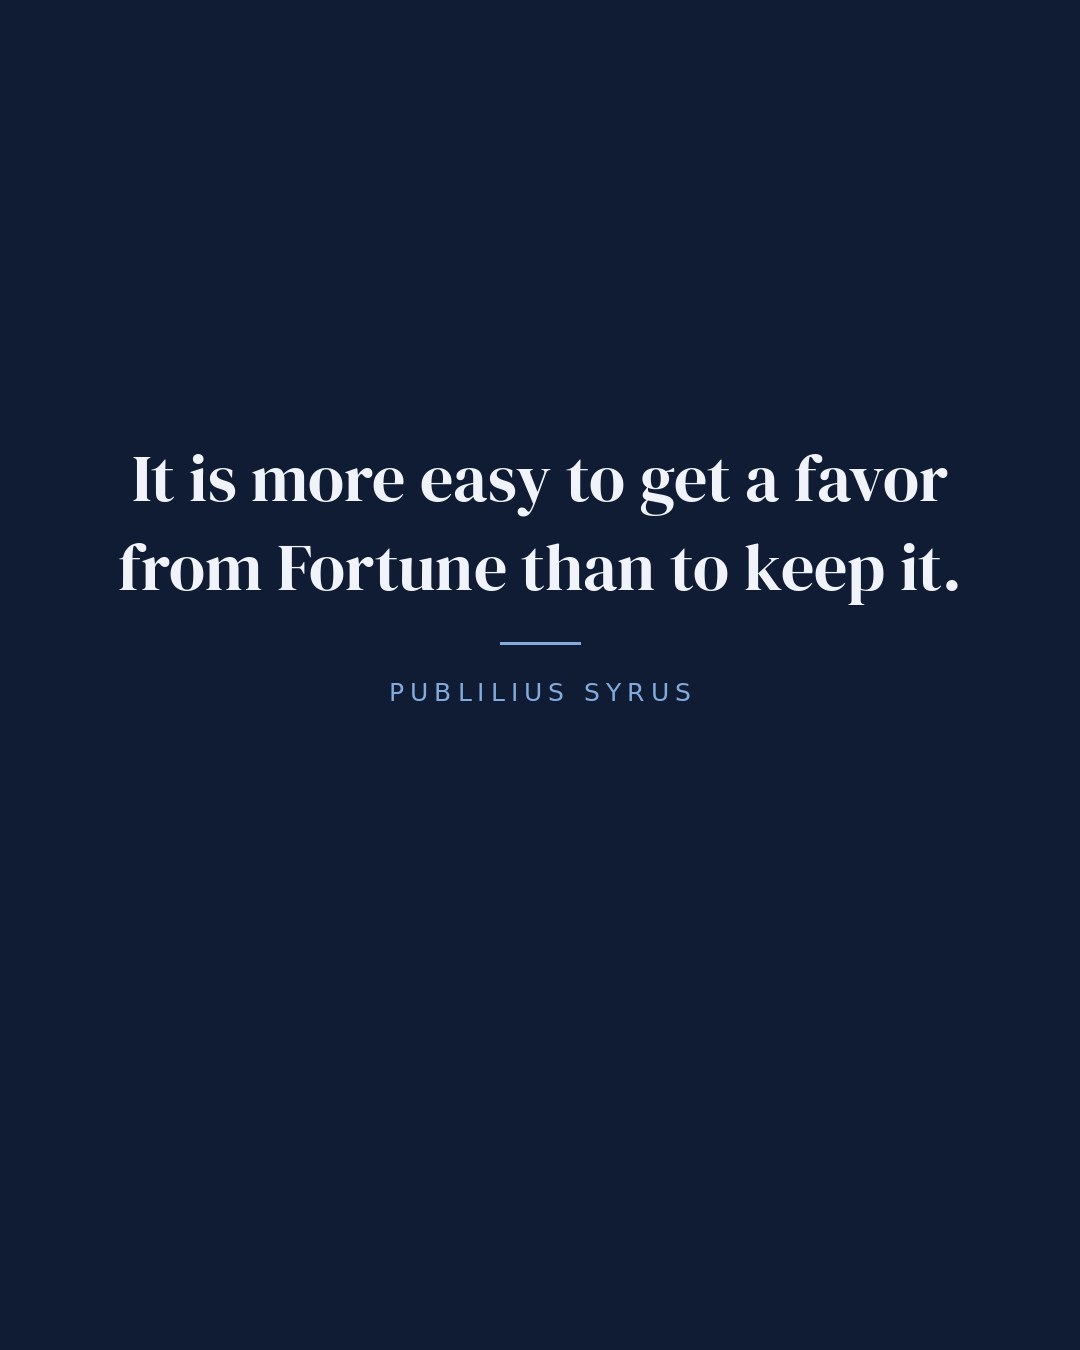 It is more easy to get a favor
from Fortune than to keep it.
PUBLILIUS SYRUS